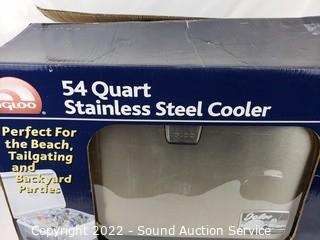 IGLOO
54 Quart
Stainless Steel Cooler
Perfect For
the Beach,
Tailgating
and
Backyard
Parties
IGLOO
Copyright 2022 - Sound Auction Service